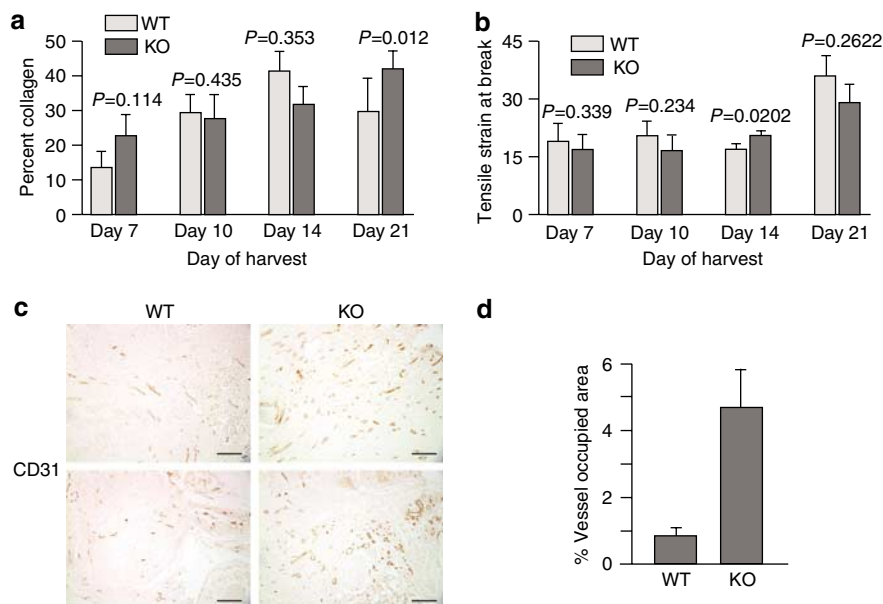 a
WT
KO
P=0.114
P=0.435
P=0.353
P=0.012
Percent collagen
50
40
30
20
10
0
Day 7
Day 10
Day 14
Day 21
Day of harvest
b
WT
KO
P=0.339
P=0.234
P=0.0202
P=0.2622
Tensile strain at break
45
30
15
0
Day 7
Day 10
Day 14
Day 21
Day of harvest
c
WT
KO
CD31
d
% Vessel occupied area
6
4
2
0
WT
KO